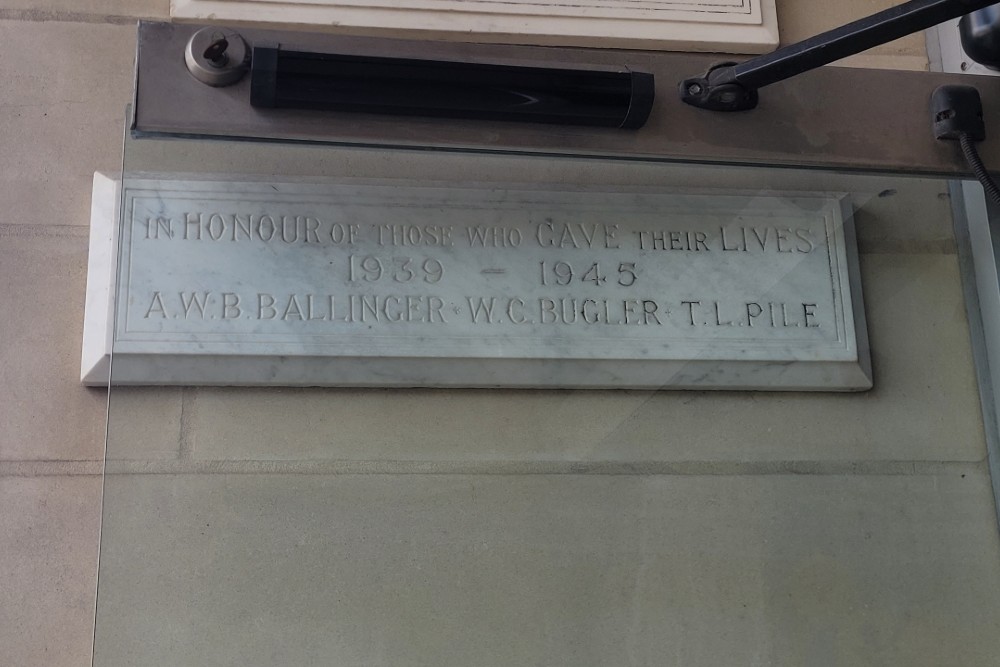 IN HONOUR OF THOSE WHO GAVE THEIR LIVES
1939 – 1945
A.W.B.BALLINGER · W.C.BUGLER · T.L.PILE